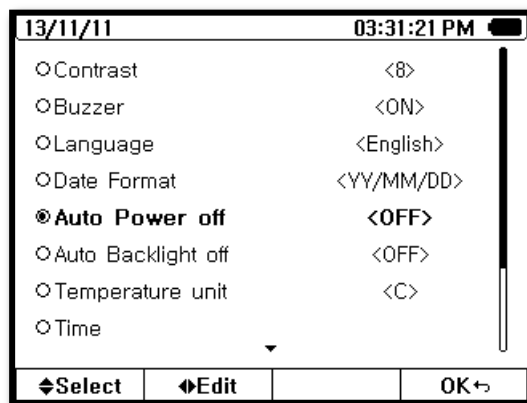 13/11/11 03:31:21 PM
Contrast <8>
Buzzer <ON>
Language <English>
Date Format <YY/MM/DD>
Auto Power off <OFF>
Auto Backlight off <OFF>
Temperature unit <C>
Time
Select Edit OK